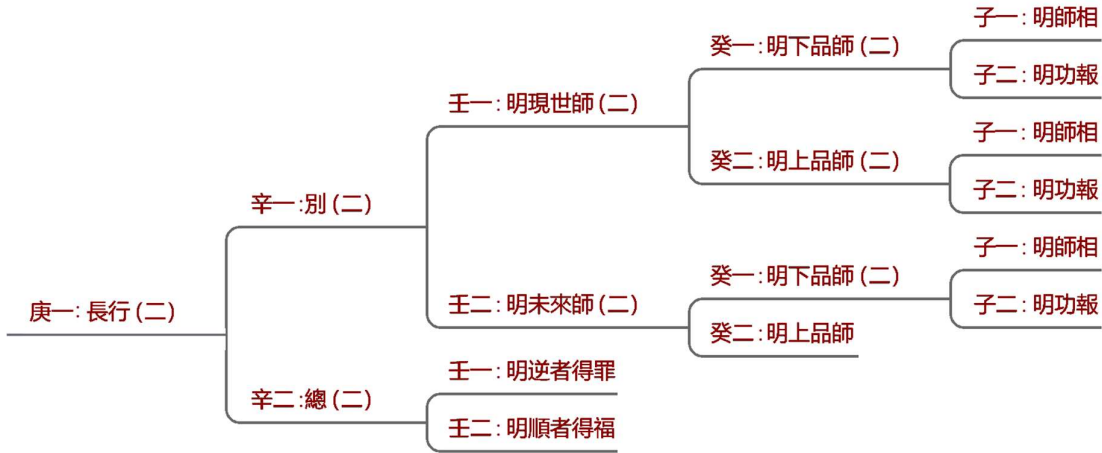 庚一：長行(二)
辛一：別(二)
壬一：明現世師(二)
癸一：明下品師(二)
子一：明師相
子二：明功報
癸二：明上品師(二)
子一：明師相
子二：明功報
壬二：明未來師(二)
癸一：明下品師(二)
子一：明師相
子二：明功報
癸二：明上品師
辛二：總(二)
壬一：明逆者得罪
壬二：明順者得福